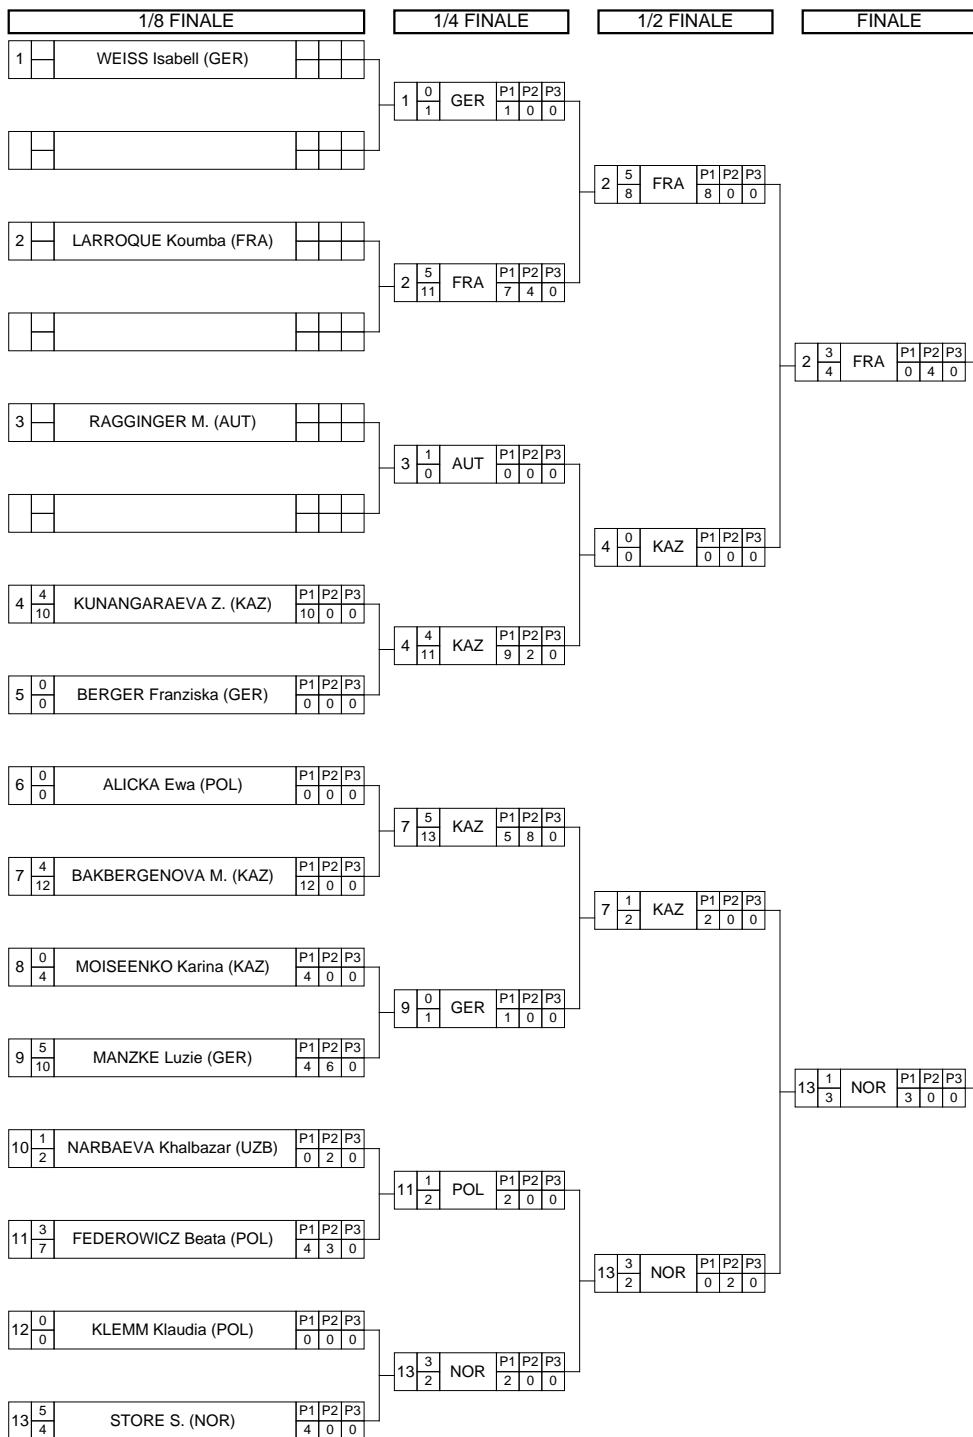 1/8 FINALE 1/4 FINALE 1/2 FINALE FINALE
1 WEISS Isabell (GER)
1 0 1 GER P1 P2 P3 1 0 0
2 5 8 FRA P1 P2 P3 8 0 0
2 LARROQUE Koumba (FRA)
2 5 11 FRA P1 P2 P3 7 4 0
2 3 4 FRA P1 P2 P3 0 4 0
3 RAGGINGER M. (AUT)
3 1 0 AUT P1 P2 P3 0 0 0
4 0 0 KAZ P1 P2 P3 0 0 0
4 4 10 KUNANGARAEVA Z. (KAZ) P1 P2 P3 10 0 0
4 4 11 KAZ P1 P2 P3 9 2 0
5 0 0 BERGER Franziska (GER) P1 P2 P3 0 0 0
6 0 0 ALICKA Ewa (POL) P1 P2 P3 0 0 0
7 5 13 KAZ P1 P2 P3 5 8 0
7 4 12 BAKBERGENOVA M. (KAZ) P1 P2 P3 12 0 0
7 1 2 KAZ P1 P2 P3 2 0 0
8 0 4 MOISEENKO Karina (KAZ) P1 P2 P3 4 0 0
9 0 1 GER P1 P2 P3 1 0 0
9 5 10 MANZKE Luzie (GER) P1 P2 P3 4 6 0
13 1 3 NOR P1 P2 P3 3 0 0
10 1 2 NARBAEVA Khalbazar (UZB) P1 P2 P3 0 2 0
11 1 2 POL P1 P2 P3 2 0 0
11 3 7 FEDEROWICZ Beata (POL) P1 P2 P3 4 3 0
13 3 2 NOR P1 P2 P3 0 2 0
12 0 0 KLEMM Klaudia (POL) P1 P2 P3 0 0 0
13 3 2 NOR P1 P2 P3 2 0 0
13 5 4 STORE S. (NOR) P1 P2 P3 4 0 0